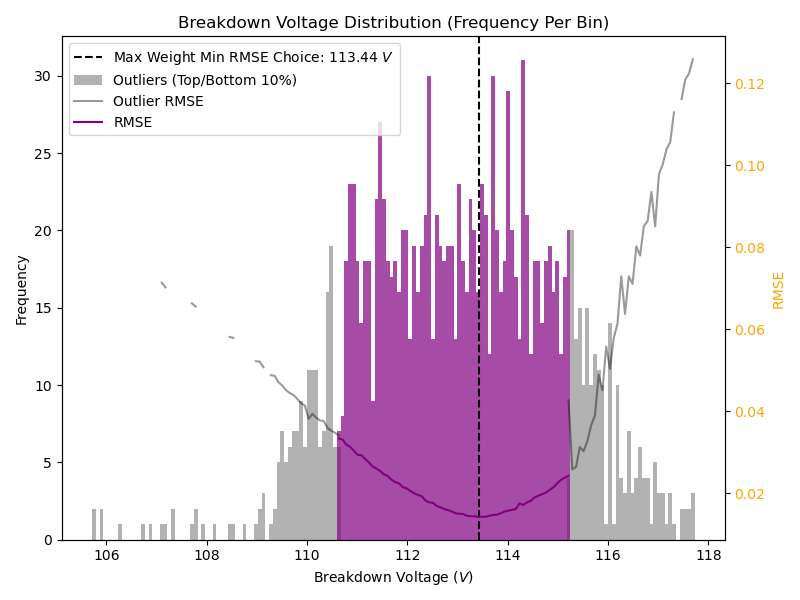 Breakdown Voltage Distribution (Frequency Per Bin)
Max Weight Min RMSE Choice: 113.44 V
Outliers (Top/Bottom 10%)
Outlier RMSE
RMSE
30
25
20
15
10
5
0
Frequency
0.12
0.10
0.08
0.06
0.04
0.02
RMSE
106
108
110
112
114
116
118
Breakdown Voltage (V)